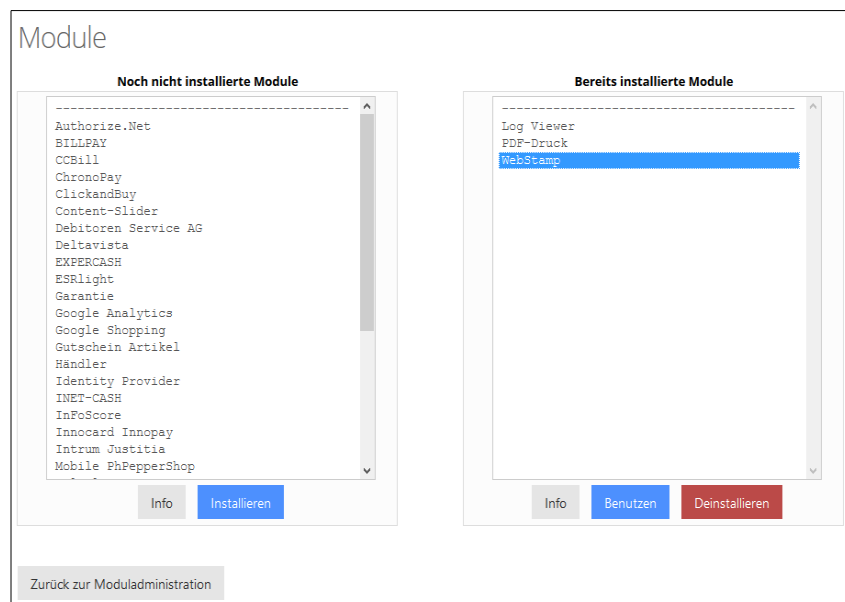 Module
Noch nicht installierte Module
-----------------------------------------
Authorize.Net
BILLPAY
CCBill
ChronoPay
ClickandBuy
Content-Slider
Debitoren Service AG
Deltavista
EXPERCASH
ESRlight
Garantie
Google Analytics
Google Shopping
Gutschein Artikel
Händler
Identity Provider
INET-CASH
InFoScore
Innocard Innopay
Intrum Justitia
Mobile PhPepperShop
Info
Installieren
Bereits installierte Module
-----------------------------------------
Log Viewer
PDF-Druck
WebStamp
Info
Benutzen
Deinstallieren
Zurück zur Moduladministration